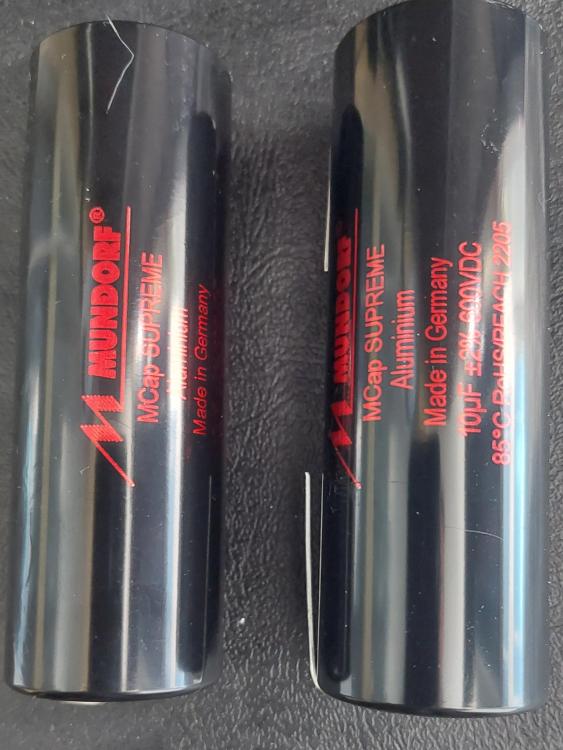 MUNDORF®
MCap SUPREME
Aluminium
Made in Germany
MUNDORF
MCap SUPREME
Aluminium
Made in Germany
10µF ±2% 600VDC
85°C RoHS/REACH 2205